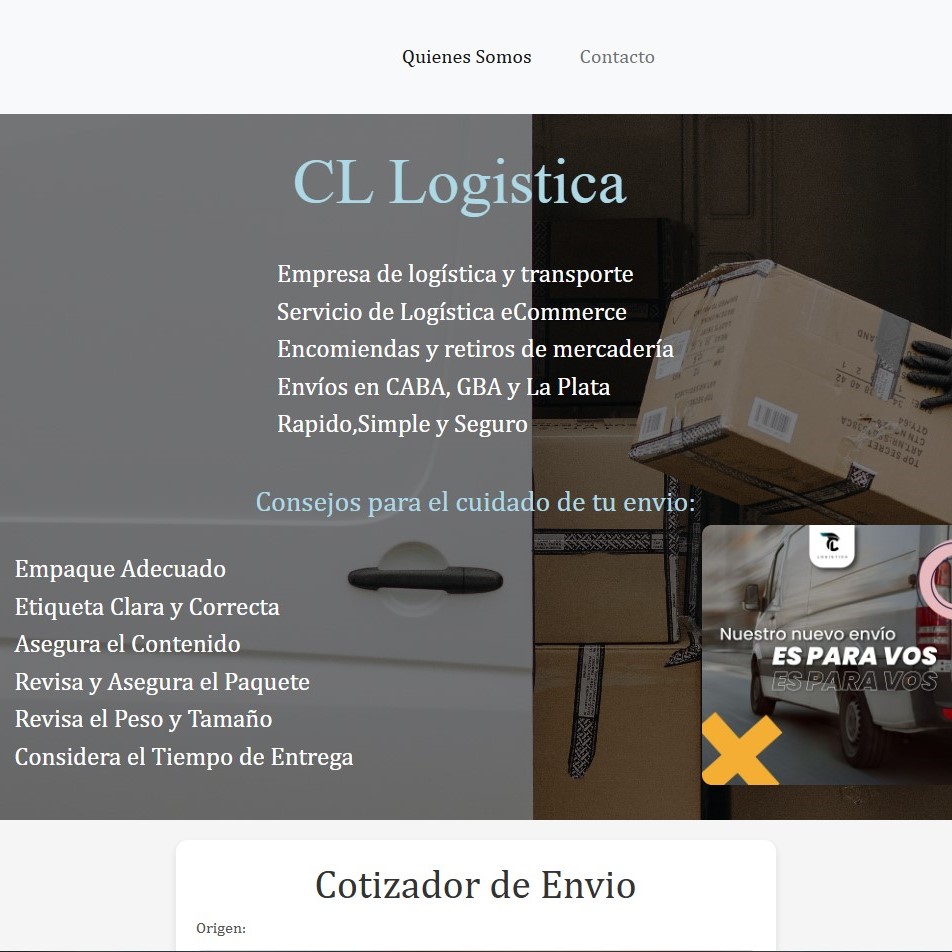 Quienes Somos
Contacto
CL Logistica
Empresa de logística y transporte
Servicio de Logística eCommerce
Encomiendas y retiros de mercadería
Envíos en CABA, GBA y La Plata
Rapido,Simple y Seguro
Consejos para el cuidado de tu envio:
Empaque Adecuado
Etiqueta Clara y Correcta
Asegura el Contenido
Revisa y Asegura el Paquete
Revisa el Peso y Tamaño
Considera el Tiempo de Entrega
LOGISTICA
Nuestro nuevo envío
ES PARA VOS
ES PARA VOS
TOP SECRET
Cotizador de Envio
Origen: